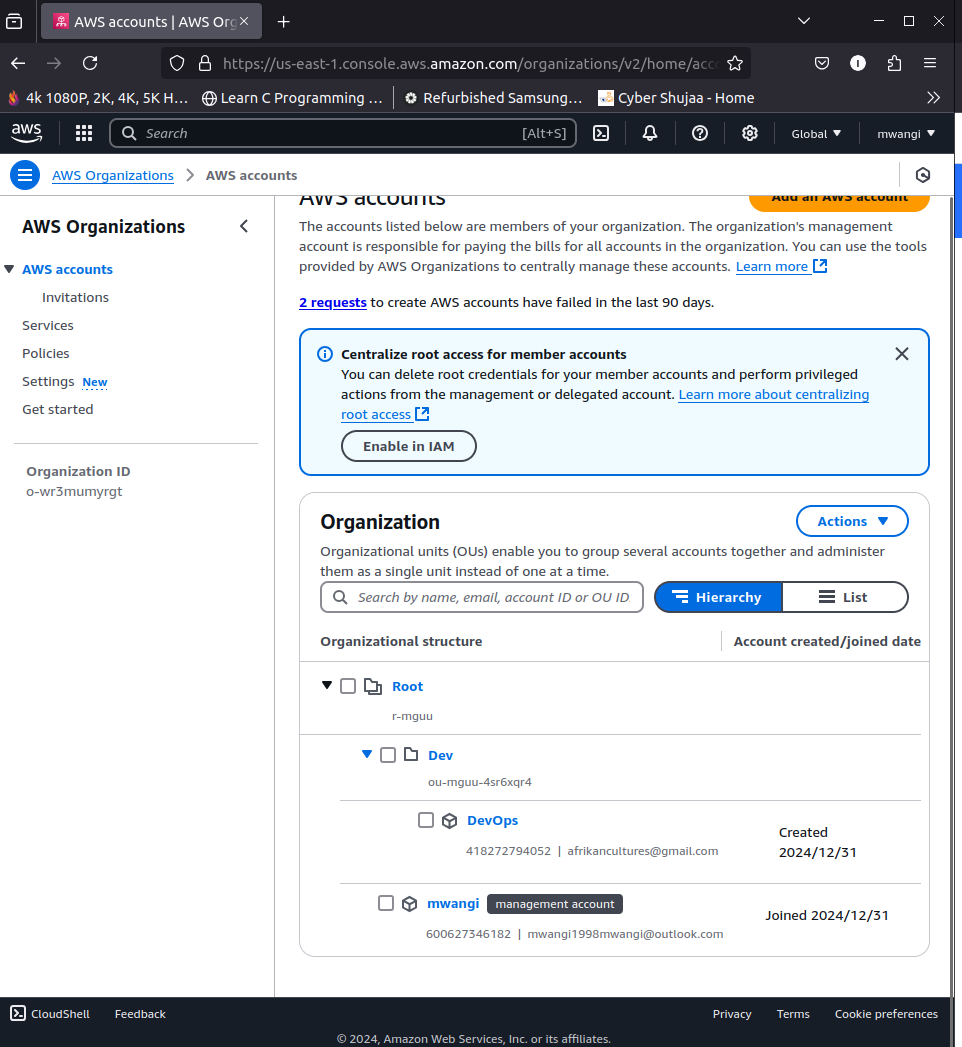 AWS accounts | AWS Org
https://us-east-1.console.aws.amazon.com/organizations/v2/home/acc
4k 1080P, 2K, 4K, 5K H...
Learn C Programming ...
Refurbished Samsung...
Cyber Shujaa - Home
aws
Search
[Alt+S]
Global
mwangi
AWS Organizations
AWS accounts
AWS Organizations
AWS accounts
Invitations
Services
Policies
Settings New
Get started
Organization ID
o-wr3mumyrgt
AWS accounts
Add an AWS account
The accounts listed below are members of your organization. The organization's management
account is responsible for paying the bills for all accounts in the organization. You can use the tools
provided by AWS Organizations to centrally manage these accounts. Learn more
2 requests to create AWS accounts have failed in the last 90 days.
Centralize root access for member accounts
You can delete root credentials for your member accounts and perform privileged
actions from the management or delegated account. Learn more about centralizing
root access
Enable in IAM
Organization
Actions
Organizational units (OUs) enable you to group several accounts together and administer
them as a single unit instead of one at a time.
Search by name, email, account ID or OU ID
Hierarchy
List
Organizational structure
Account created/joined date
Root
r-mguu
Dev
ou-mguu-4sr6xqr4
DevOps
418272794052 | afrikancultures@gmail.com
Created
2024/12/31
mwangi management account
600627346182 | mwangi1998mwangi@outlook.com
Joined 2024/12/31
CloudShell
Feedback
Privacy
Terms
Cookie preferences
© 2024, Amazon Web Services, Inc. or its affiliates.